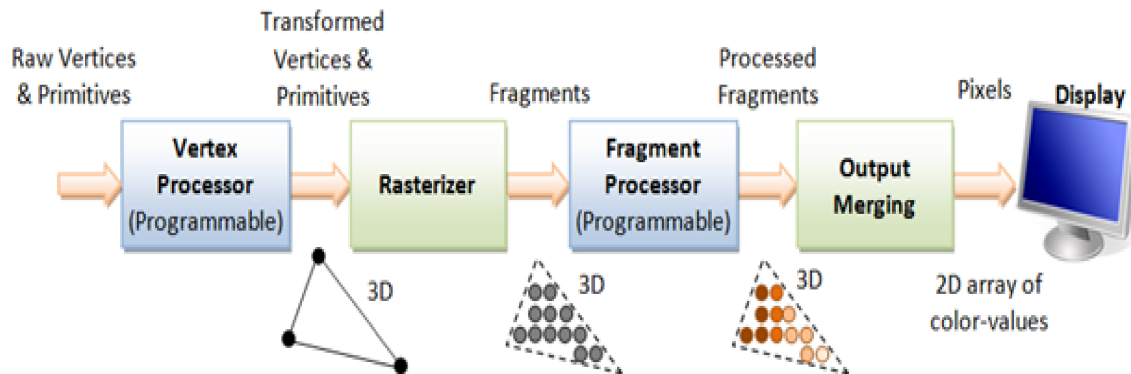 Raw Vertices
& Primitives
Transformed
Vertices &
Primitives
Fragments
Processed
Fragments
Pixels
Display
Vertex
Processor
(Programmable)
Rasterizer
Fragment
Processor
(Programmable)
Output
Merging
3D
3D
3D
2D array of
color-values